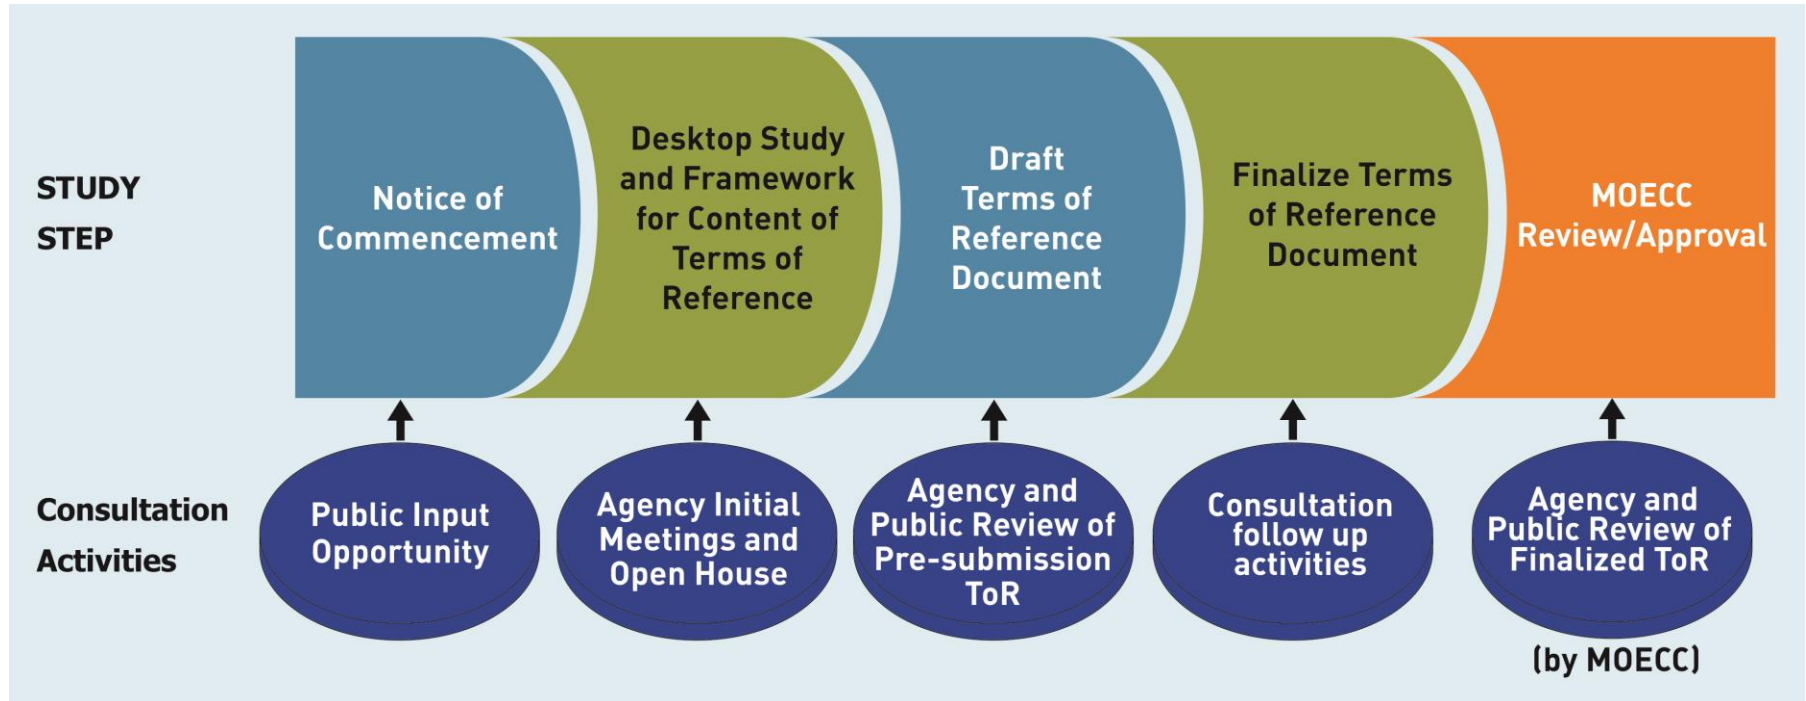 STUDY
STEP
Notice of
Commencement
Desktop Study
and Framework
for Content of
Terms of
Reference
Draft
Terms of
Reference
Document
Finalize Terms
of Reference
Document
MOECC
Review/Approval
Consultation
Activities
Public Input
Opportunity
Agency Initial
Meetings and
Open House
Agency and
Public Review of
Pre-submission
ToR
Consultation
follow up
activities
Agency and
Public Review of
Finalized ToR
(by MOECC)